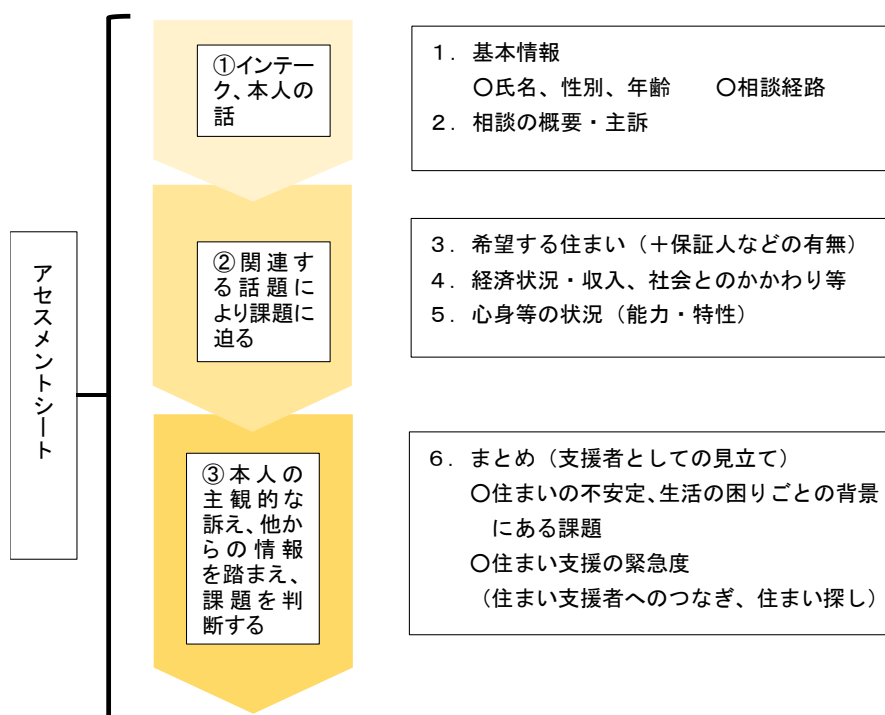 アセスメントシート
①インテー
ク、本人の
話
１．基本情報
〇氏名、性別、年齢　　〇相談経路
２．相談の概要・主訴
②関連す
る話題に
より課題に
迫る
３．希望する住まい（＋保証人などの有無）
４．経済状況・収入、社会とのかかわり等
５．心身等の状況（能力・特性）
③本人の
主観的な
訴え、他か
らの情報
を踏まえ、
課題を判
断する
６．まとめ（支援者としての見立て）
〇住まいの不安定、生活の困りごとの背景
にある課題
〇住まい支援の緊急度
（住まい支援者へのつなぎ、住まい探し）